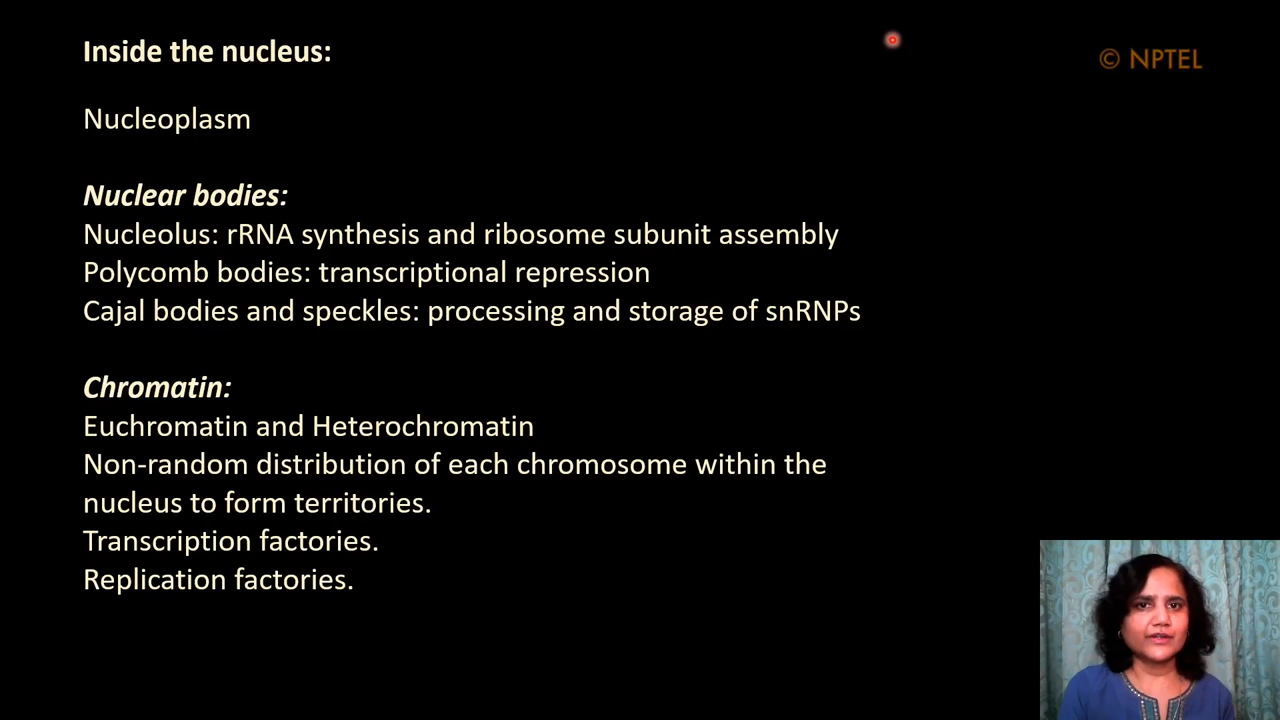 Inside the nucleus:
© NPTEL
Nucleoplasm
Nuclear bodies:
Nucleolus: rRNA synthesis and ribosome subunit assembly
Polycomb bodies: transcriptional repression
Cajal bodies and speckles: processing and storage of snRNPs
Chromatin:
Euchromatin and Heterochromatin
Non-random distribution of each chromosome within the
nucleus to form territories.
Transcription factories.
Replication factories.